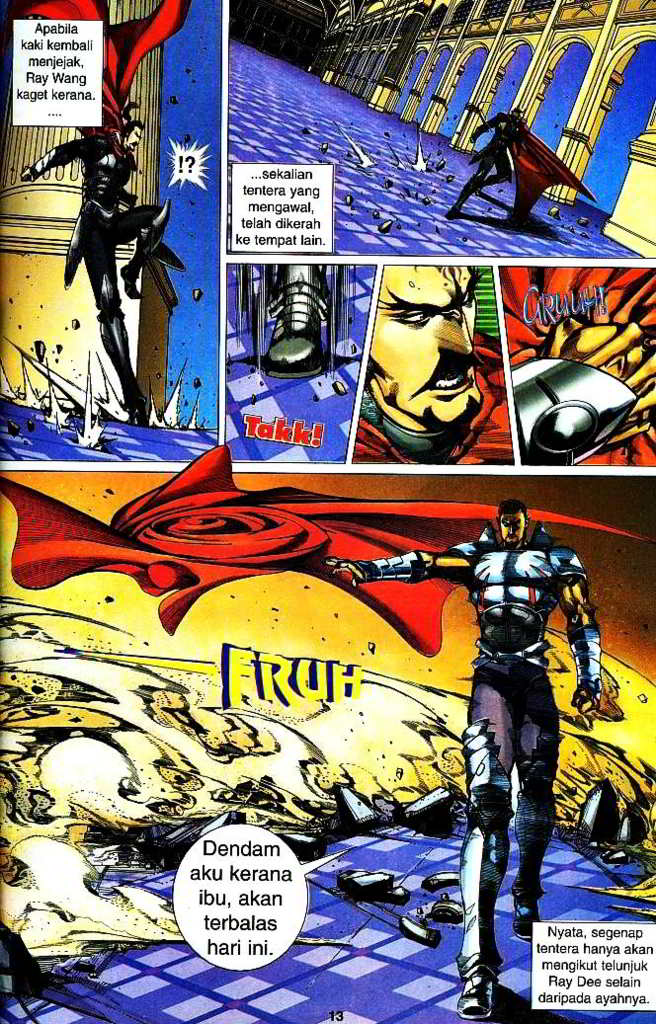 Apabila
kaki kembali
menjejak,
Ray Wang
kaget kerana.
....
!?
...sekalian
tentera yang
mengawal,
telah dikerah
ke tempat lain.
Takk!
GRUUH!
FRUH
Dendam
aku kerana
ibu, akan
terbalas
hari ini.
Nyata, segenap
tentera hanya akan
mengikut telunjuk
Ray Dee selain
daripada ayahnya.
13